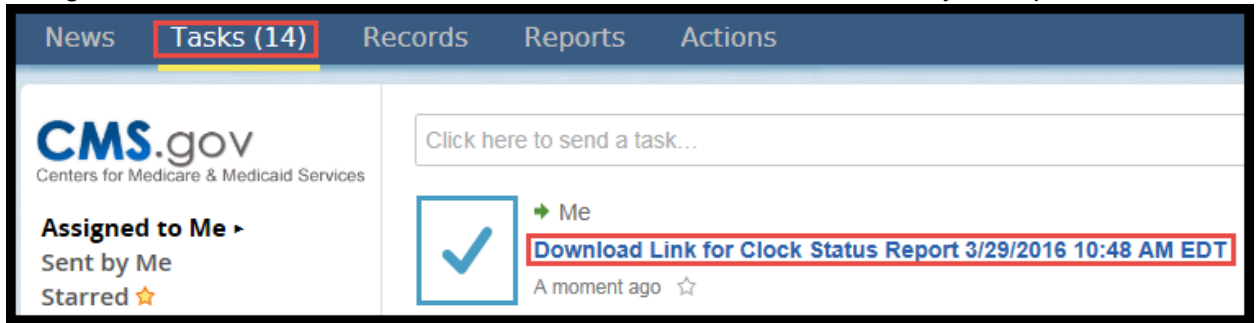 News Tasks (14) Records Reports Actions
CMS.gov
Centers for Medicare & Medicaid Services
Assigned to Me
Sent by Me
Starred
Click here to send a task...
Me
Download Link for Clock Status Report 3/29/2016 10:48 AM EDT
A moment ago